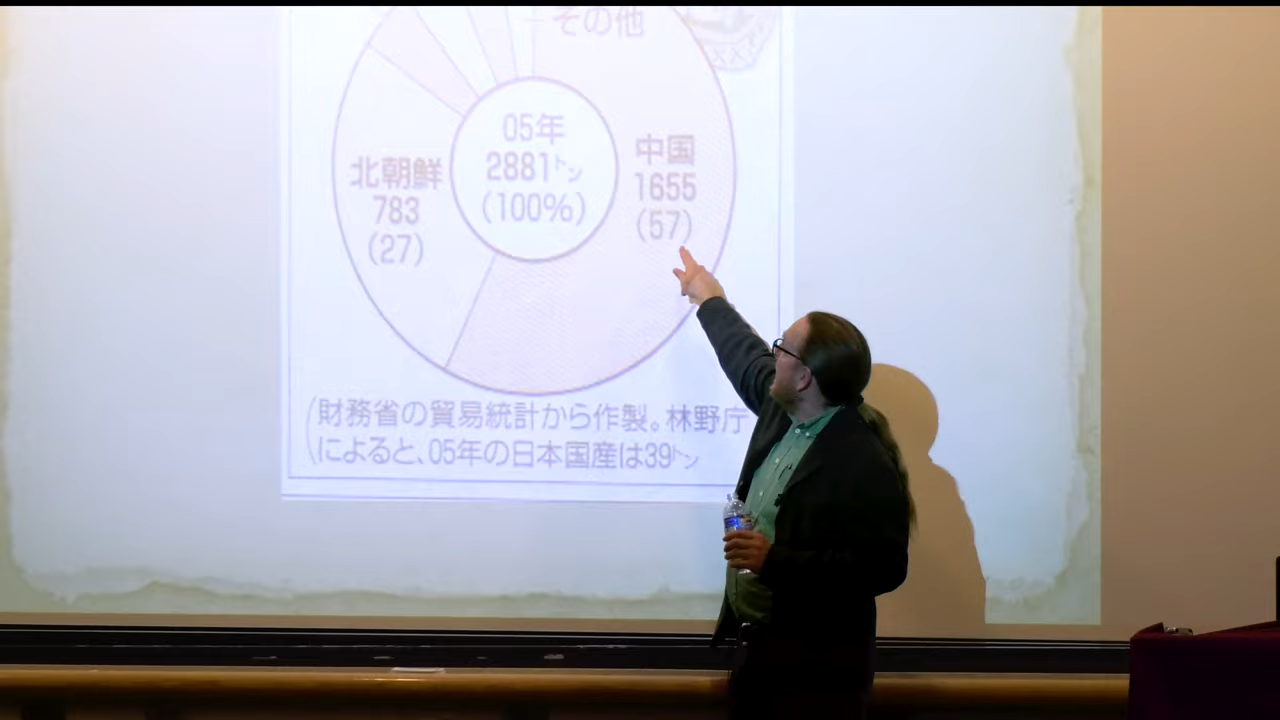 その他
05年
2881トン
(100%)
中国
1655
(57)
北朝鮮
783
(27)
(財務省の貿易統計から作製。林野庁
によると、05年の日本国産は39トン